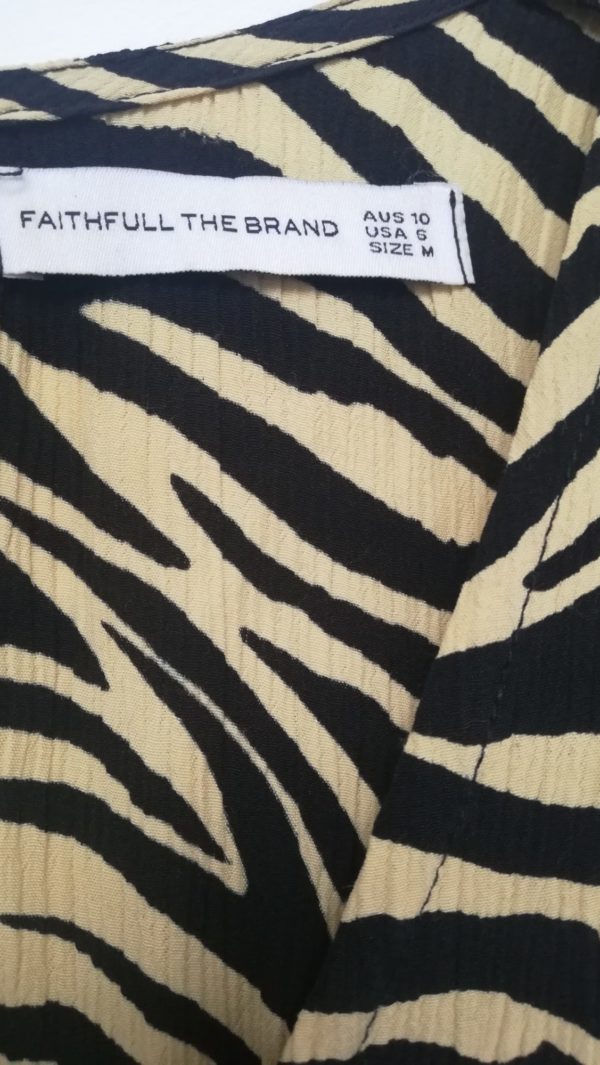 FAITHFULL THE BRAND
AUS 10
USA 6
SIZE M